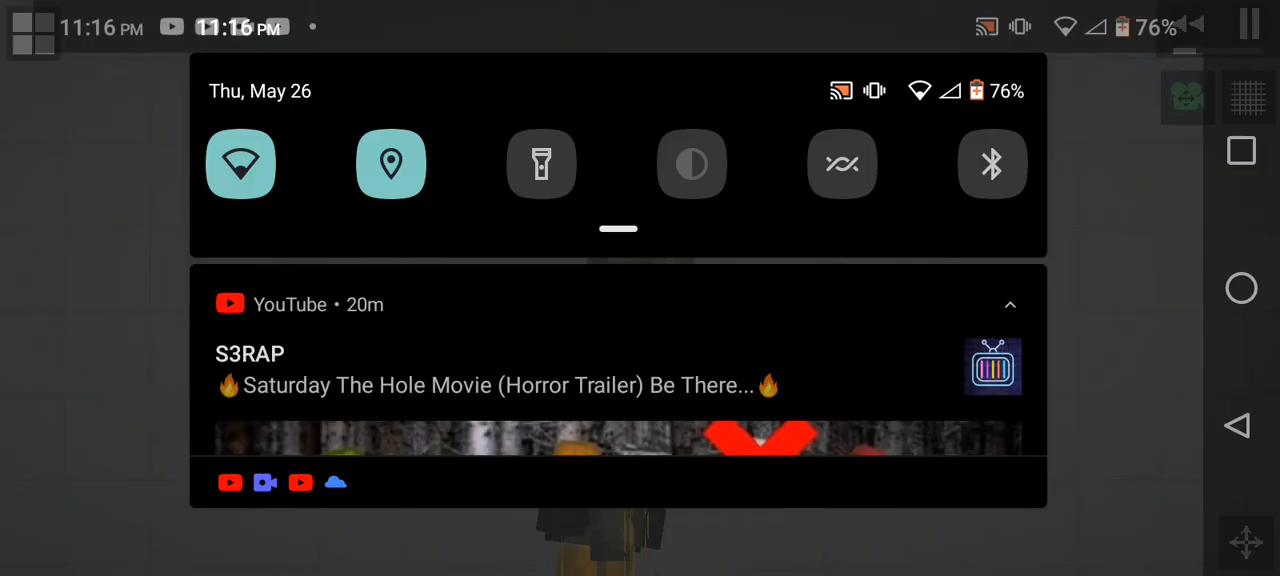 11:16 PM 11:16 PM 76%
Thu, May 26 76%
YouTube • 20m
S3RAP
🔥Saturday The Hole Movie (Horror Trailer) Be There...🔥